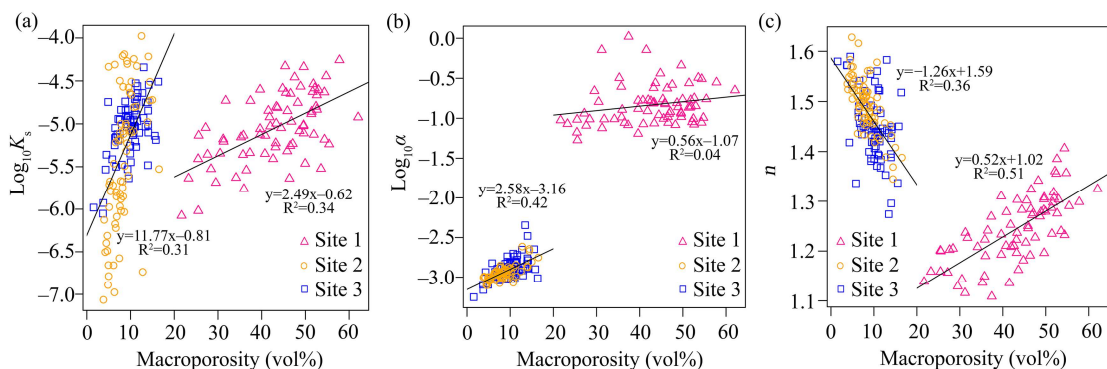 (a)
Log₁₀Kₛ
−4.0
−4.5
−5.0
−5.5
−6.0
−6.5
−7.0
y=2.49x−0.62
R²=0.34
y=11.77x−0.81
R²=0.31
Site 1
Site 2
Site 3
0 10 20 30 40 50 60
Macroporosity (vol%)
(b)
Log₁₀α
0.0
−0.5
−1.0
−1.5
−2.0
−3.0
y=0.56x−1.07
R²=0.04
y=2.58x−3.16
R²=0.42
Site 1
Site 2
Site 3
0 10 20 30 40 50 60
Macroporosity (vol%)
(c)
n
1.6
1.5
1.4
1.3
1.2
1.1
y=−1.26x+1.59
R²=0.36
y=0.52x+1.02
R²=0.51
Site 1
Site 2
Site 3
0 10 20 30 40 50 60
Macroporosity (vol%)